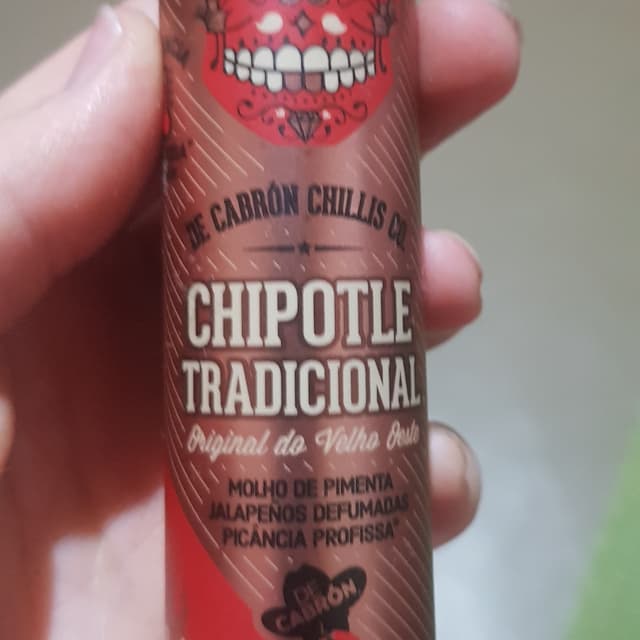 DE CABRÓN CHILLIS CO.
CHIPOTLE
TRADICIONAL
Original do Velho Oeste
MOLHO DE PIMENTA
JALAPEÑOS DEFUMADAS
PICÂNCIA PROFISSA*
DE
CABRÓN